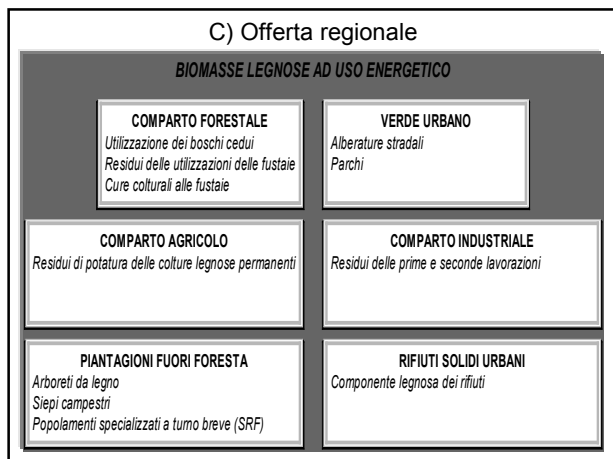 C) Offerta regionale
BIOMASSE LEGNOSE AD USO ENERGETICO
COMPARTO FORESTALE
Utilizzazione dei boschi cedui
Residui delle utilizzazioni delle fustaie
Cure colturali alle fustaie
VERDE URBANO
Alberature stradali
Parchi
COMPARTO AGRICOLO
Residui di potatura delle colture legnose permanenti
COMPARTO INDUSTRIALE
Residui delle prime e seconde lavorazioni
PIANTAGIONI FUORI FORESTA
Arboreti da legno
Siepi campestri
Popolamenti specializzati a turno breve (SRF)
RIFIUTI SOLIDI URBANI
Componente legnosa dei rifiuti